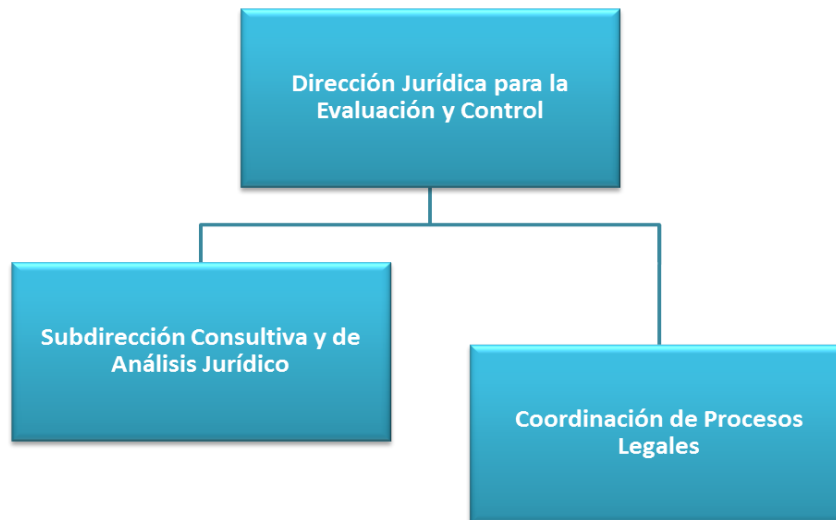 Dirección Jurídica para la
Evaluación y Control
Subdirección Consultiva y de
Análisis Jurídico
Coordinación de Procesos
Legales